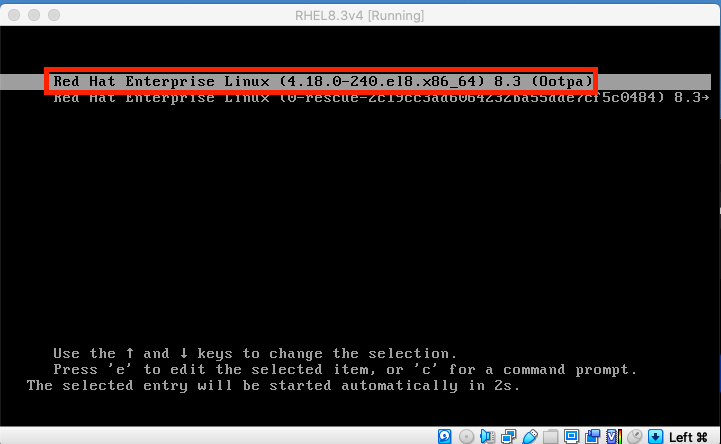 RHEL8.3v4 [Running]
Red Hat Enterprise Linux (4.18.0-240.el8.x86_64) 8.3 (Ootpa)
Red Hat Enterprise Linux (0-rescue-2c19cc3ad6064232ba55dde7cf5c0484) 8.3→
Use the ↑ and ↓ keys to change the selection.
Press 'e' to edit the selected item, or 'c' for a command prompt.
The selected entry will be started automatically in 2s.
Left ⌘